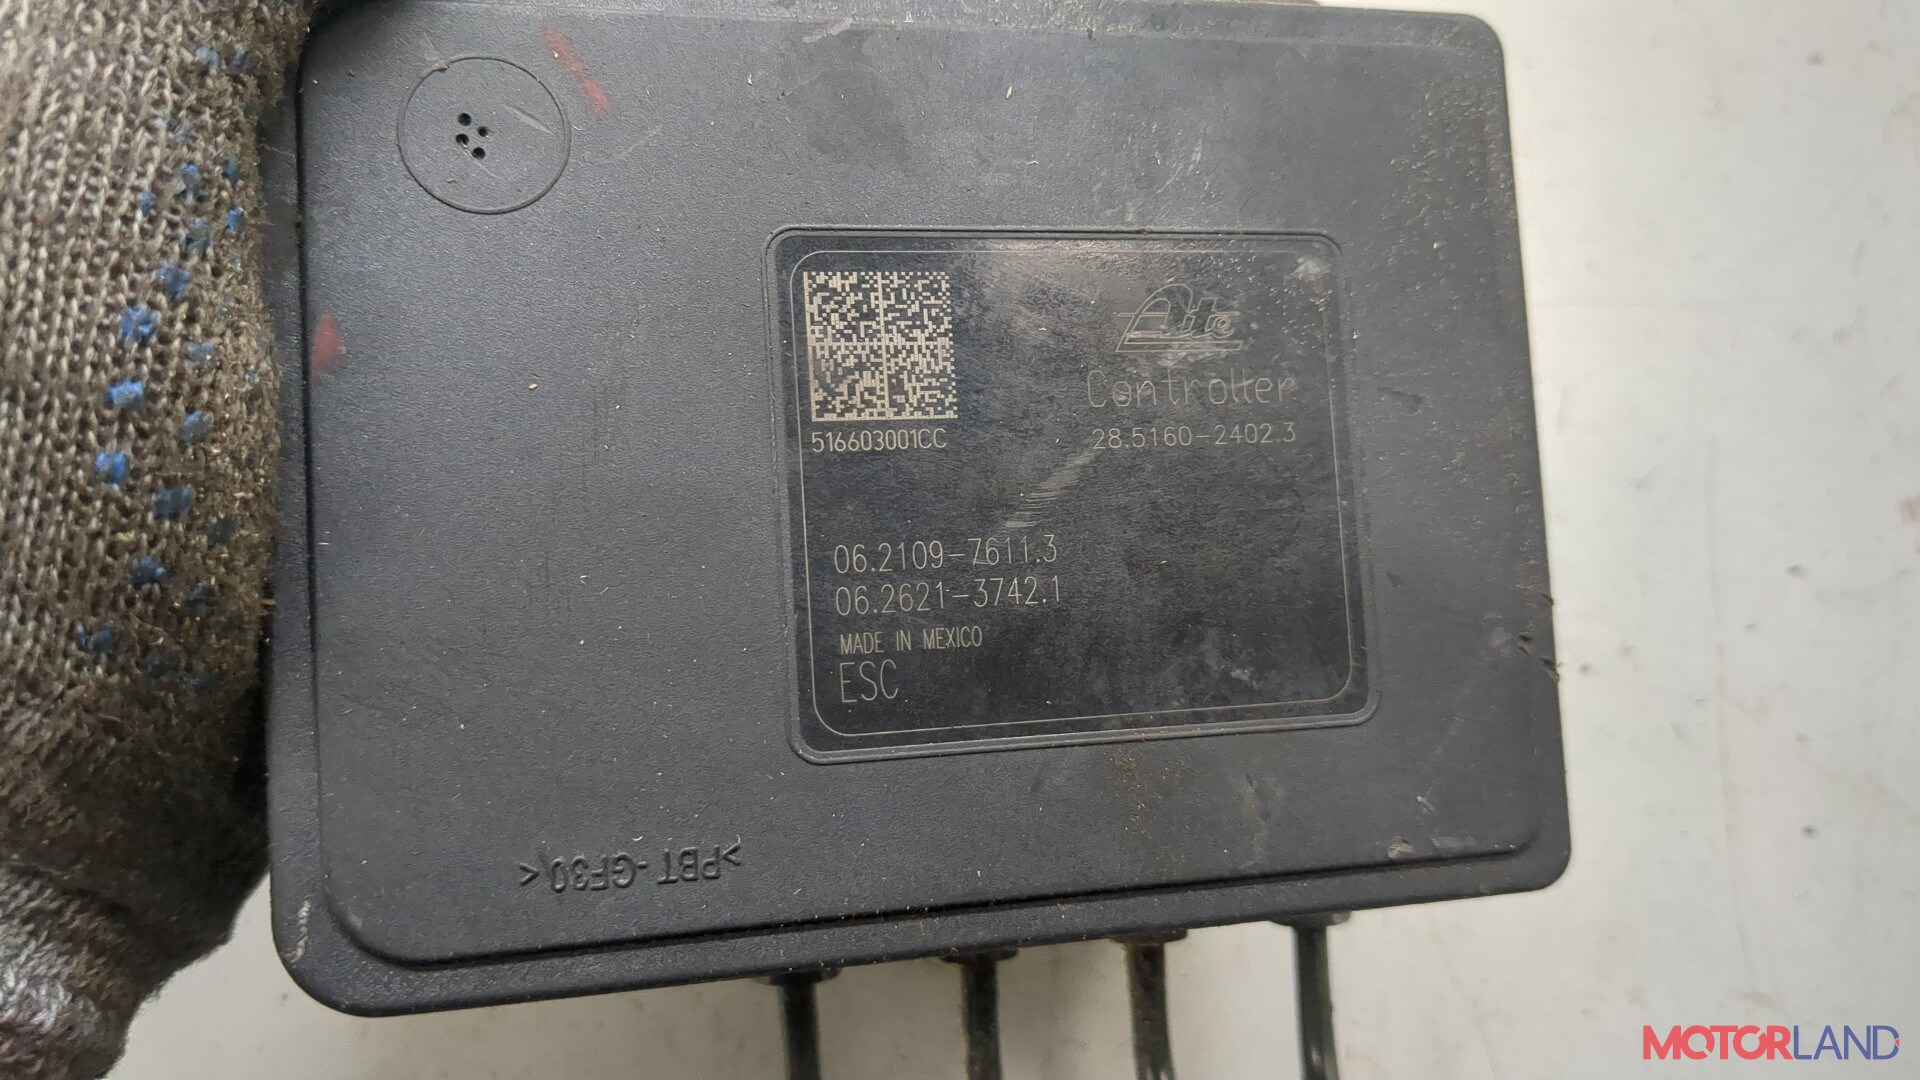 Ate
Controller
516603001CC
28.5160-2402.3
06.2109-7611.3
06.2621-3742.1
MADE IN MEXICO
ESC
>PBT-GF30<
MOTORLAND